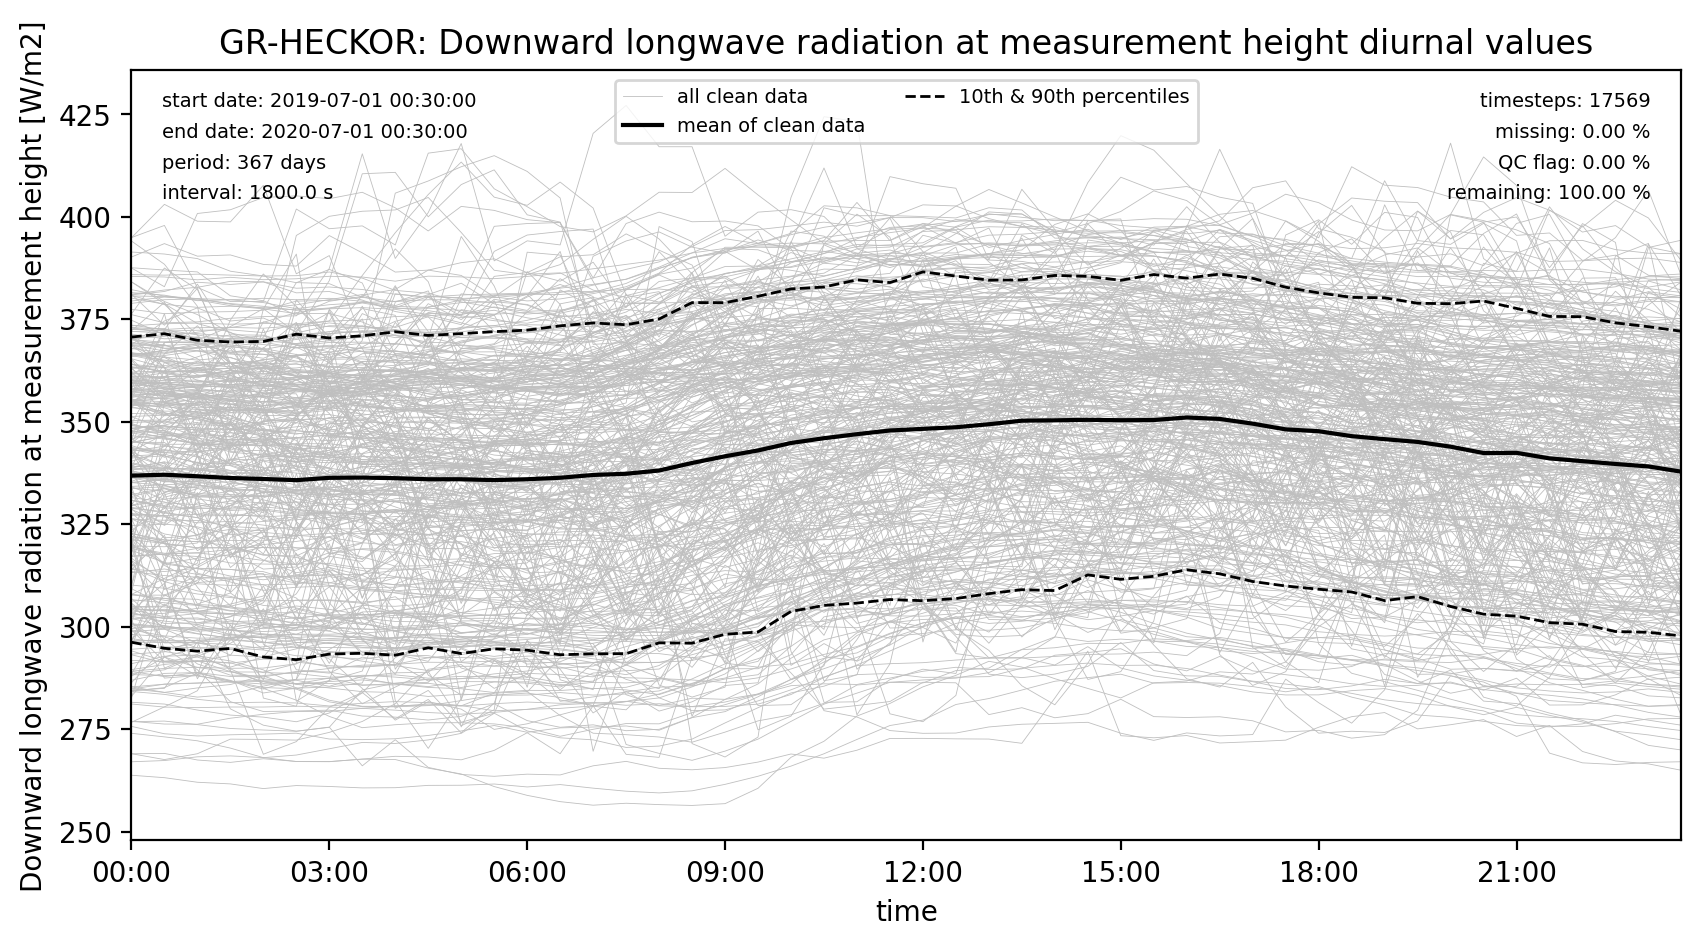 GR-HECKOR: Downward longwave radiation at measurement height diurnal values
start date: 2019-07-01 00:30:00
end date: 2020-07-01 00:30:00
period: 367 days
interval: 1800.0 s
all clean data
mean of clean data
10th & 90th percentiles
timesteps: 17569
missing: 0.00 %
QC flag: 0.00 %
remaining: 100.00 %
Downward longwave radiation at measurement height [W/m2]
425
400
375
350
325
300
275
250
00:00 03:00 06:00 09:00 12:00 15:00 18:00 21:00
time